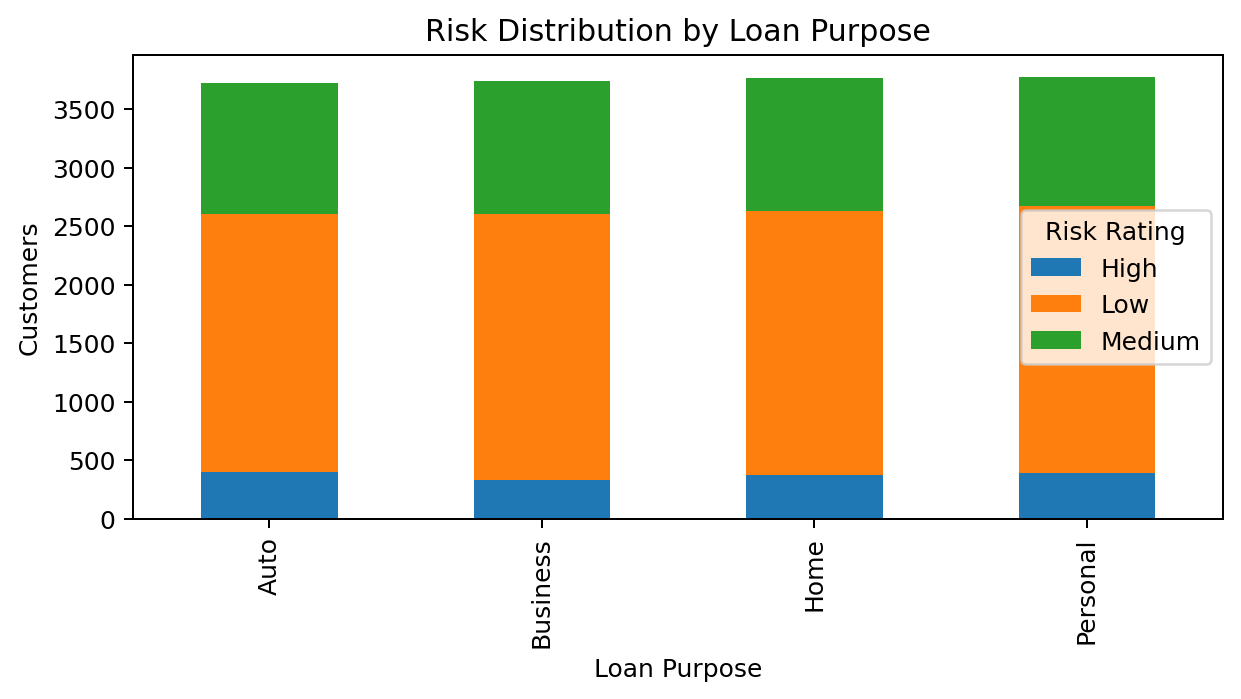 Risk Distribution by Loan Purpose
Customers
3500
3000
2500
2000
1500
1000
500
0
Risk Rating
High
Low
Medium
Auto
Business
Home
Personal
Loan Purpose